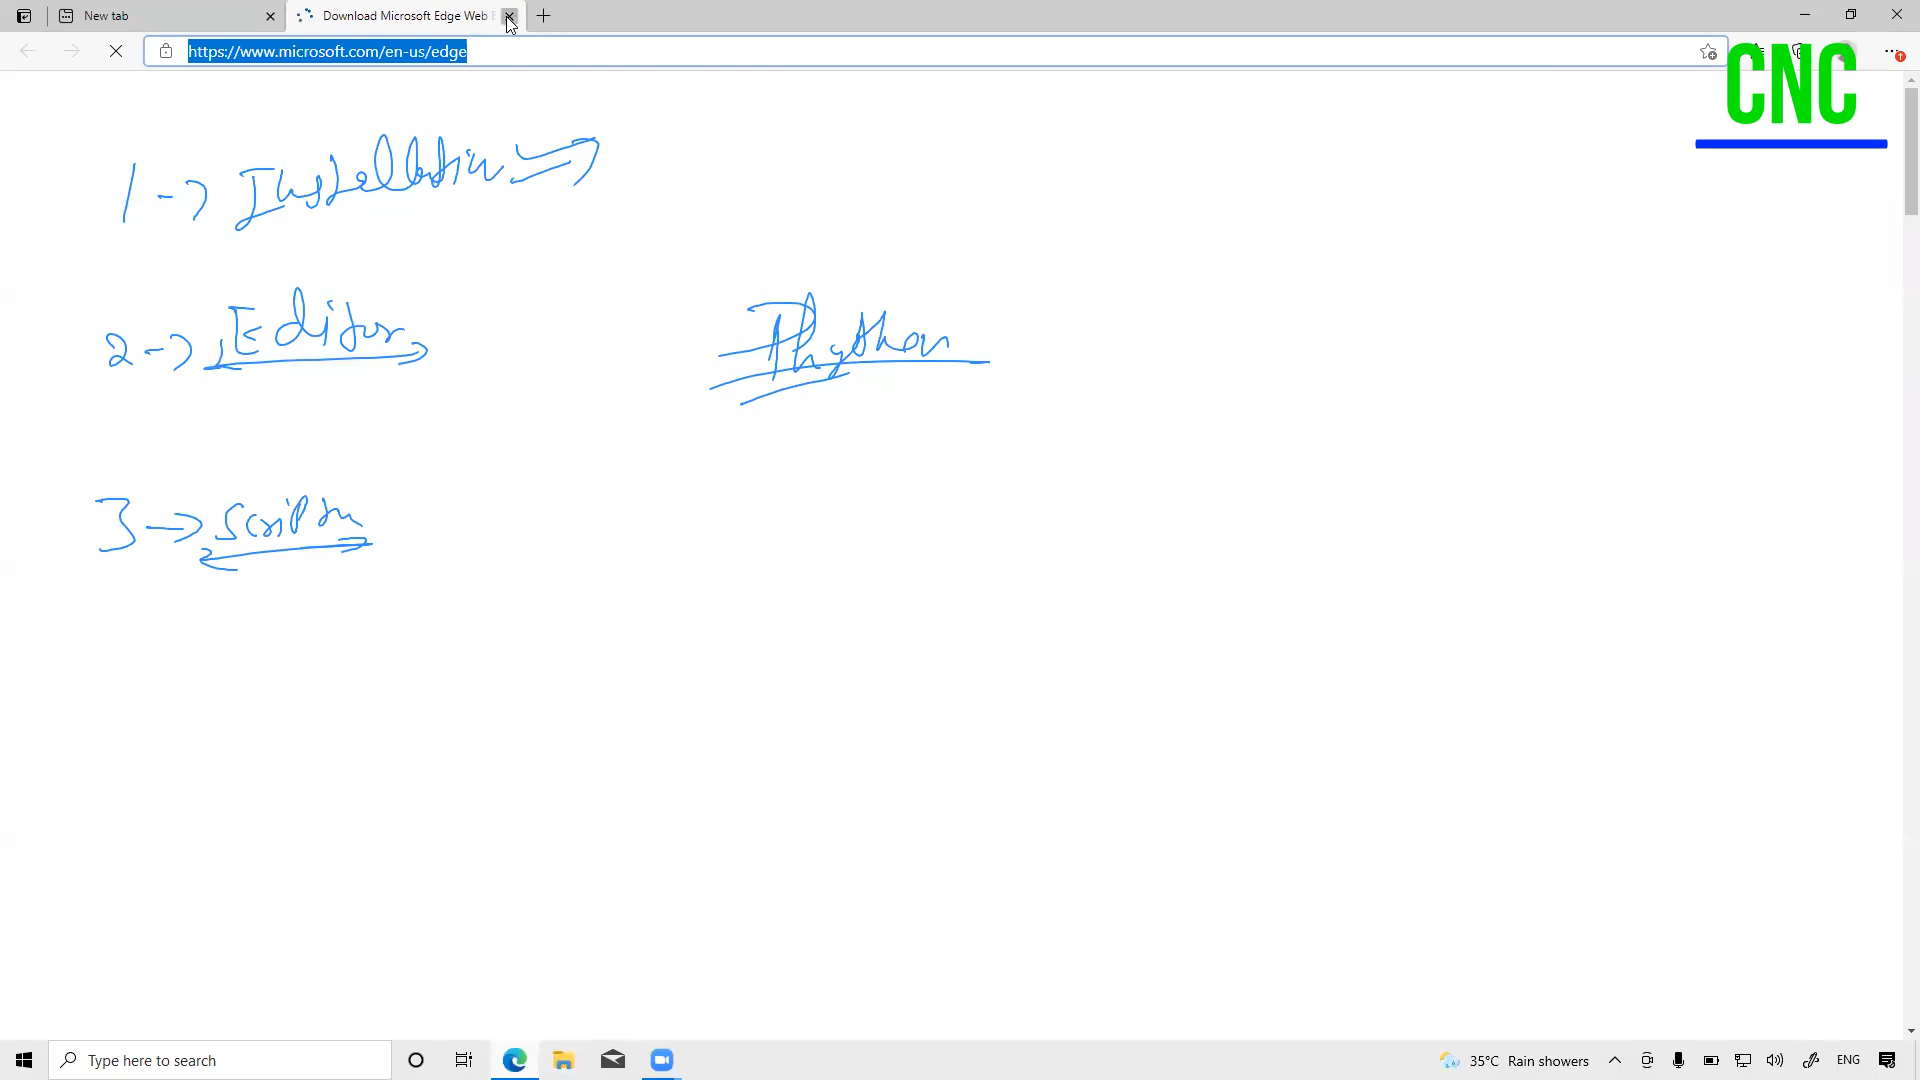 New tab
Download Microsoft Edge Web
https://www.microsoft.com/en-us/edge
CNC
1 -> Installation
2 -> Editor
Phython
3 -> Script
Type here to search
35°C Rain showers
ENG